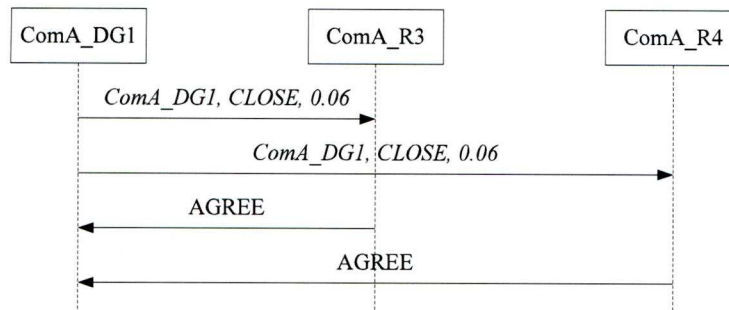 ComA_DG1
ComA_R3
ComA_R4
ComA_DG1, CLOSE, 0.06
ComA_DG1, CLOSE, 0.06
AGREE
AGREE